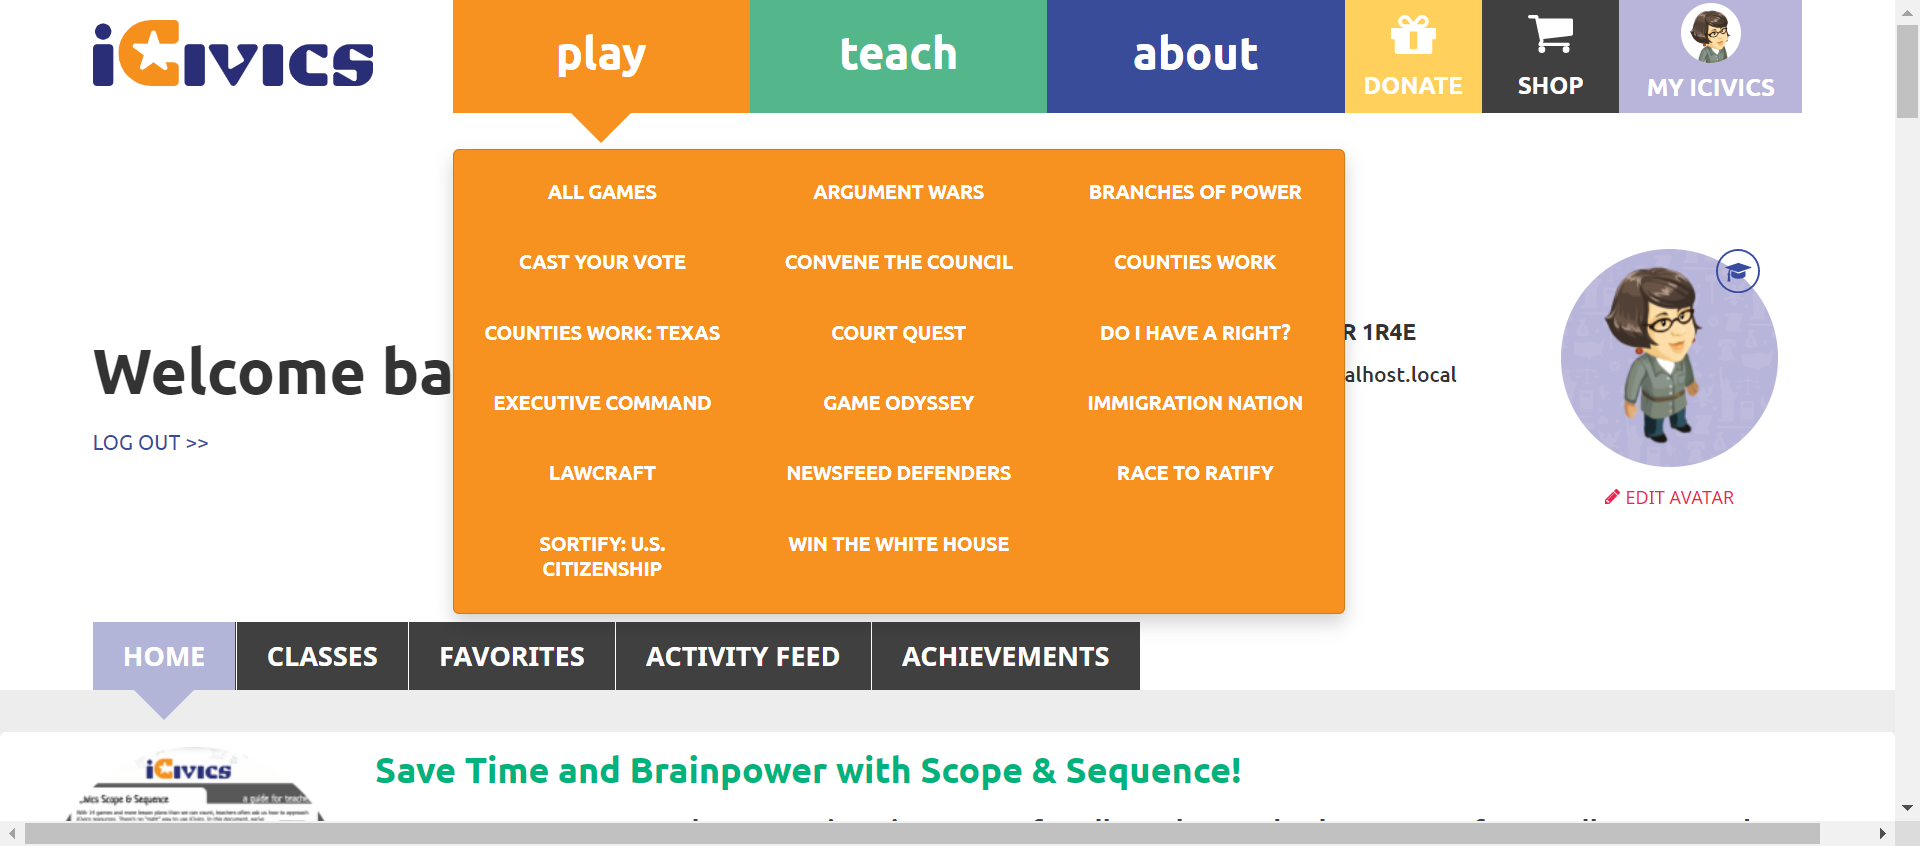 iCivics
play
teach
about
DONATE
SHOP
MY ICIVICS
ALL GAMES
ARGUMENT WARS
BRANCHES OF POWER
CAST YOUR VOTE
CONVENE THE COUNCIL
COUNTIES WORK
COUNTIES WORK: TEXAS
COURT QUEST
DO I HAVE A RIGHT?
EXECUTIVE COMMAND
GAME ODYSSEY
IMMIGRATION NATION
LAWCRAFT
NEWSFEED DEFENDERS
RACE TO RATIFY
SORTIFY: U.S.
CITIZENSHIP
WIN THE WHITE HOUSE
Welcome ba
LOG OUT >>
R 1R4E
alhost.local
EDIT AVATAR
HOME
CLASSES
FAVORITES
ACTIVITY FEED
ACHIEVEMENTS
Save Time and Brainpower with Scope & Sequence!
iCivics
Scope & Sequence
a guide for